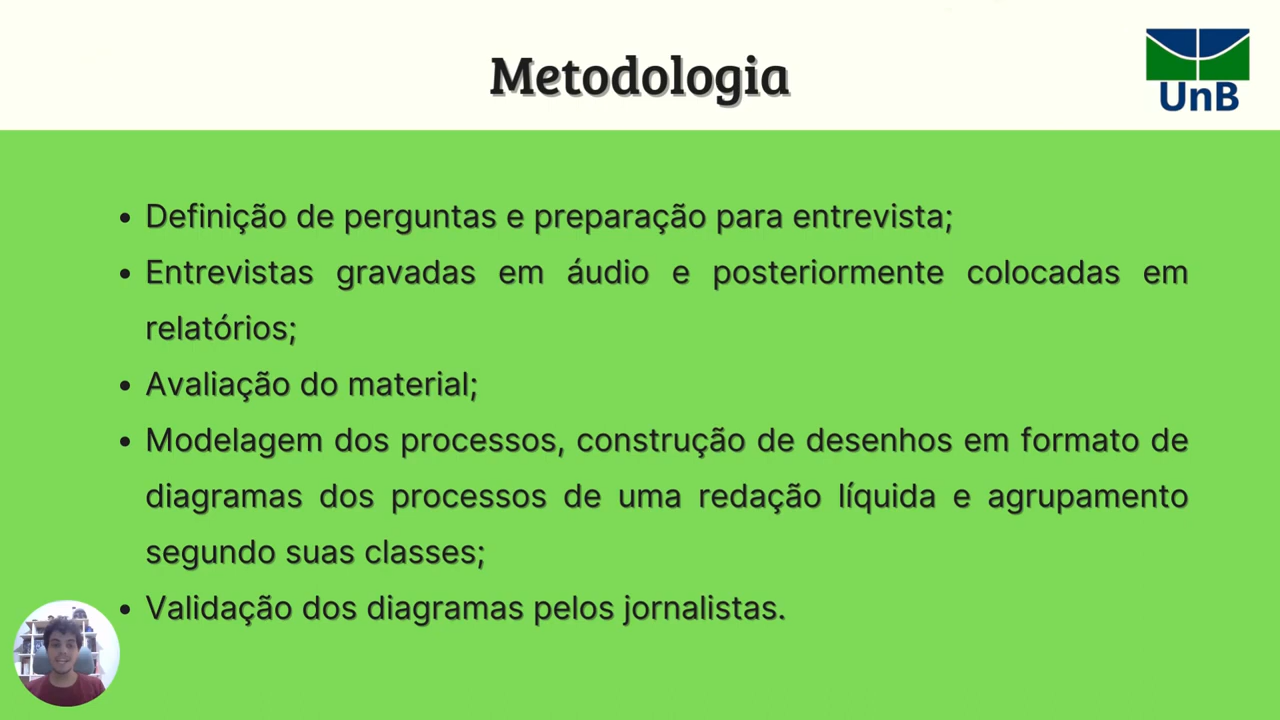 Metodologia
UnB
• Definição de perguntas e preparação para entrevista;
• Entrevistas gravadas em áudio e posteriormente colocadas em
relatórios;
• Avaliação do material;
• Modelagem dos processos, construção de desenhos em formato de
diagramas dos processos de uma redação líquida e agrupamento
segundo suas classes;
• Validação dos diagramas pelos jornalistas.